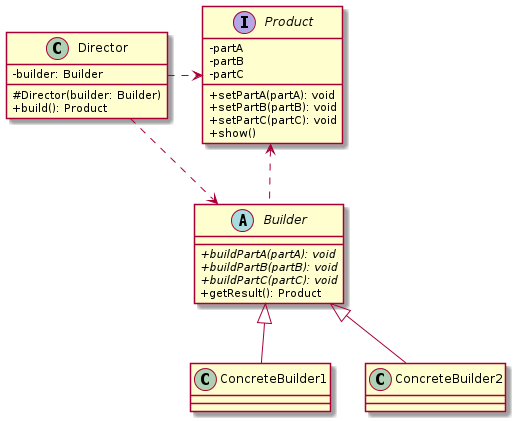 C Director
-builder: Builder
#Director(builder: Builder)
+build(): Product
I Product
-partA
-partB
-partC
+setPartA(partA): void
+setPartB(partB): void
+setPartC(partC): void
+show()
A Builder
+buildPartA(partA): void
+buildPartB(partB): void
+buildPartC(partC): void
+getResult(): Product
C ConcreteBuilder1
C ConcreteBuilder2